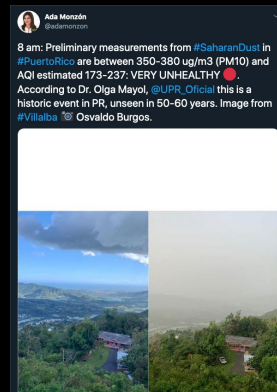 Ada Monzón
@adamonzon
8 am: Preliminary measurements from #SaharanDust in
#PuertoRico are between 350-380 ug/m3 (PM10) and
AQI estimated 173-237: VERY UNHEALTHY 🔴.
According to Dr. Olga Mayol, @UPR_Oficial this is a
historic event in PR, unseen in 50-60 years. Image from
#Villalba 📸 Osvaldo Burgos.